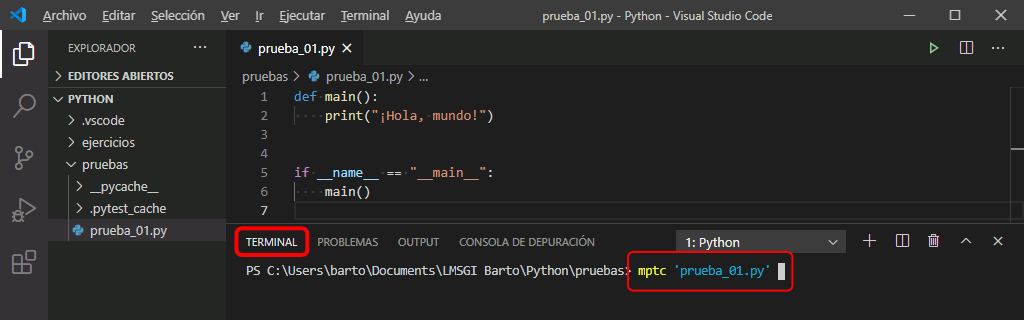 Archivo Editar Selección Ver Ir Ejecutar Terminal Ayuda prueba_01.py - Python - Visual Studio Code
EXPLORADOR ···
prueba_01.py
EDITORES ABIERTOS
PYTHON
.vscode
ejercicios
pruebas
__pycache__
.pytest_cache
prueba_01.py
pruebas > prueba_01.py > ...
1 def main():
2 ····print("¡Hola,·mundo!")
3
4
5 if·__name__·==·"__main__":
6 ····main()
7
TERMINAL PROBLEMAS OUTPUT CONSOLA DE DEPURACIÓN 1: Python
PS C:\Users\barto\Documents\LMSGI Barto\Python\pruebas> mptc 'prueba_01.py'